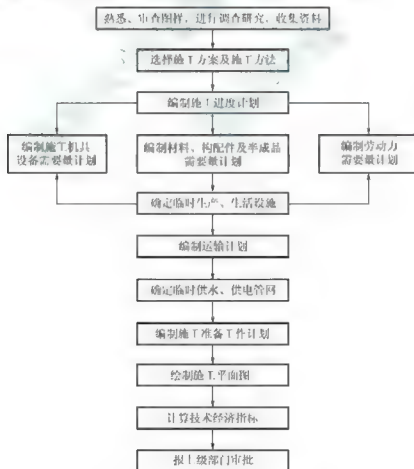 熟悉、审查图样，进行调查研究，收集资料
选择施工方案及施工方法
编制施工进度计划
编制施工机具
设备需要量计划
编制材料、构配件及半成品
需要量计划
编制劳动力
需要量计划
确定临时生产、生活设施
编制运输计划
确定临时供水、供电管网
编制施工准备工作计划
绘制施工平面图
计算技术经济指标
报上级部门审批